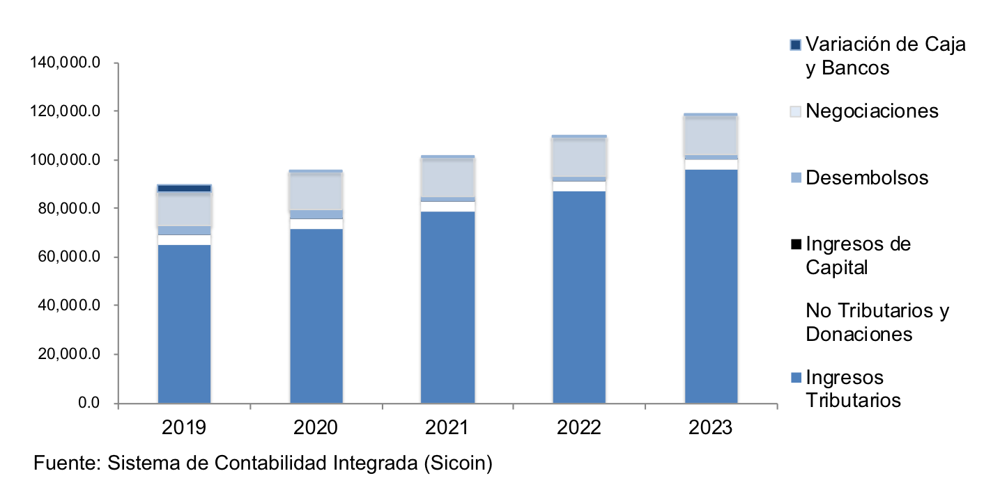 140,000.0
120,000.0
100,000.0
80,000.0
60,000.0
40,000.0
20,000.0
0.0
2019
2020
2021
2022
2023
Variación de Caja
y Bancos
Negociaciones
Desembolsos
Ingresos de
Capital
No Tributarios y
Donaciones
Ingresos
Tributarios
Fuente: Sistema de Contabilidad Integrada (Sicoin)